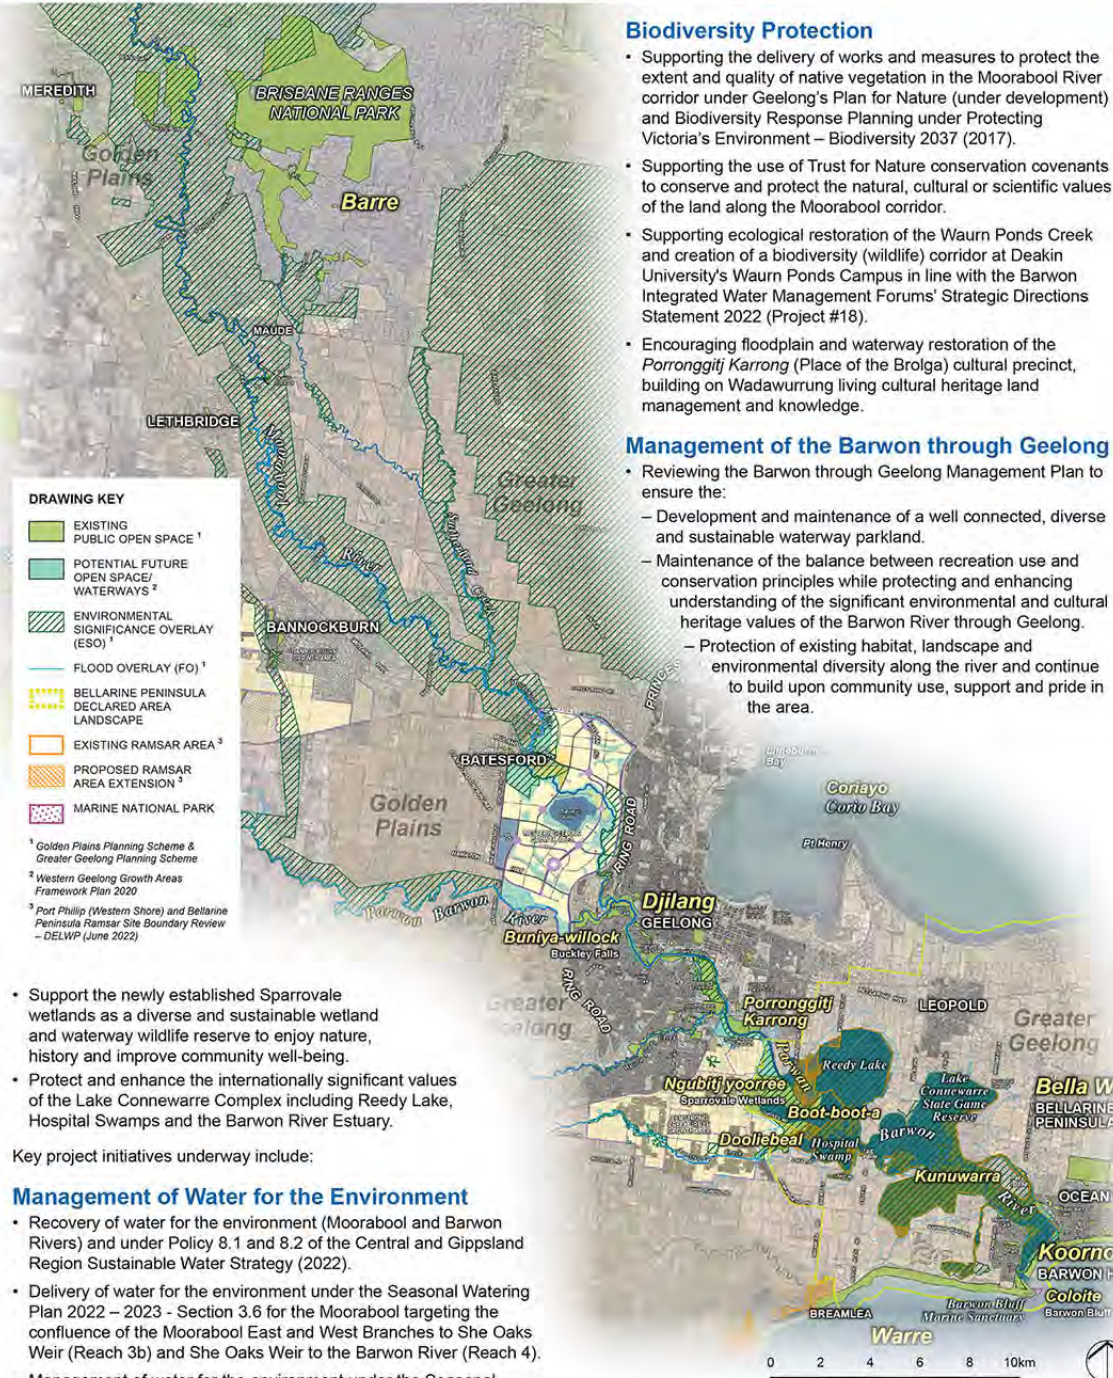 Biodiversity Protection
• Supporting the delivery of works and measures to protect the
extent and quality of native vegetation in the Moorabool River
corridor under Geelong's Plan for Nature (under development)
and Biodiversity Response Planning under Protecting
Victoria's Environment – Biodiversity 2037 (2017).
• Supporting the use of Trust for Nature conservation covenants
to conserve and protect the natural, cultural or scientific values
of the land along the Moorabool corridor.
• Supporting ecological restoration of the Waurn Ponds Creek
and creation of a biodiversity (wildlife) corridor at Deakin
University's Waurn Ponds Campus in line with the Barwon
Integrated Water Management Forums' Strategic Directions
Statement 2022 (Project #18).
• Encouraging floodplain and waterway restoration of the
Porronggitj Karrong (Place of the Brolga) cultural precinct,
building on Wadawurrung living cultural heritage land
management and knowledge.
Management of the Barwon through Geelong
• Reviewing the Barwon through Geelong Management Plan to
ensure the:
– Development and maintenance of a well connected, diverse
and sustainable waterway parkland.
– Maintenance of the balance between recreation use and
conservation principles while protecting and enhancing
understanding of the significant environmental and cultural
heritage values of the Barwon River through Geelong.
– Protection of existing habitat, landscape and
environmental diversity along the river and continue
to build upon community use, support and pride in
the area.
MEREDITH
BRISBANE RANGES
NATIONAL PARK
Golden
Plains
Barre
MAUDE
LETHBRIDGE
Moorabool
River
Sutherland Creek
Greater
Geelong
DRAWING KEY
EXISTING
PUBLIC OPEN SPACE 1
POTENTIAL FUTURE
OPEN SPACE/
WATERWAYS 2
ENVIRONMENTAL
SIGNIFICANCE OVERLAY
(ESO) 1
FLOOD OVERLAY (FO) 1
BELLARINE PENINSULA
DECLARED AREA
LANDSCAPE
EXISTING RAMSAR AREA 3
PROPOSED RAMSAR
AREA EXTENSION 3
MARINE NATIONAL PARK
1 Golden Plains Planning Scheme &
Greater Geelong Planning Scheme
2 Western Geelong Growth Areas
Framework Plan 2020
3 Port Phillip (Western Shore) and Bellarine
Peninsula Ramsar Site Boundary Review
– DELWP (June 2022)
BANNOCKBURN
PRINCES
BATESFORD
Golden
Plains
RING ROAD
Coriayo
Corio Bay
Pt Henry
Parwon Barwon River
Djilang
GEELONG
Buniya-willock
Buckley Falls
RING ROAD
Greater
Geelong
Porronggitj
Karrong
LEOPOLD
Greater
Geelong
Parwan
Reedy Lake
Ngubitj yoorree
Sparrovale Wetlands
Lake
Connewarre
State Game
Reserve
Bella W
BELLARINE
PENINSULA
Boot-boot-a
Dooliebeal
Hospital
Swamp
Barwon
Kunuwarra
River
OCEAN
Koorno
BARWON H
Coloite
Barwon Bluff
BREAMLEA
Barwon Bluff
Marine Sanctuary
Warre
0 2 4 6 8 10km
• Support the newly established Sparrovale
wetlands as a diverse and sustainable wetland
and waterway wildlife reserve to enjoy nature,
history and improve community well-being.
• Protect and enhance the internationally significant values
of the Lake Connewarre Complex including Reedy Lake,
Hospital Swamps and the Barwon River Estuary.
Key project initiatives underway include:
Management of Water for the Environment
• Recovery of water for the environment (Moorabool and Barwon
Rivers) and under Policy 8.1 and 8.2 of the Central and Gippsland
Region Sustainable Water Strategy (2022).
• Delivery of water for the environment under the Seasonal Watering
Plan 2022 – 2023 - Section 3.6 for the Moorabool targeting the
confluence of the Moorabool East and West Branches to She Oaks
Weir (Reach 3b) and She Oaks Weir to the Barwon River (Reach 4).
Management of water for the environment under the Seasonal